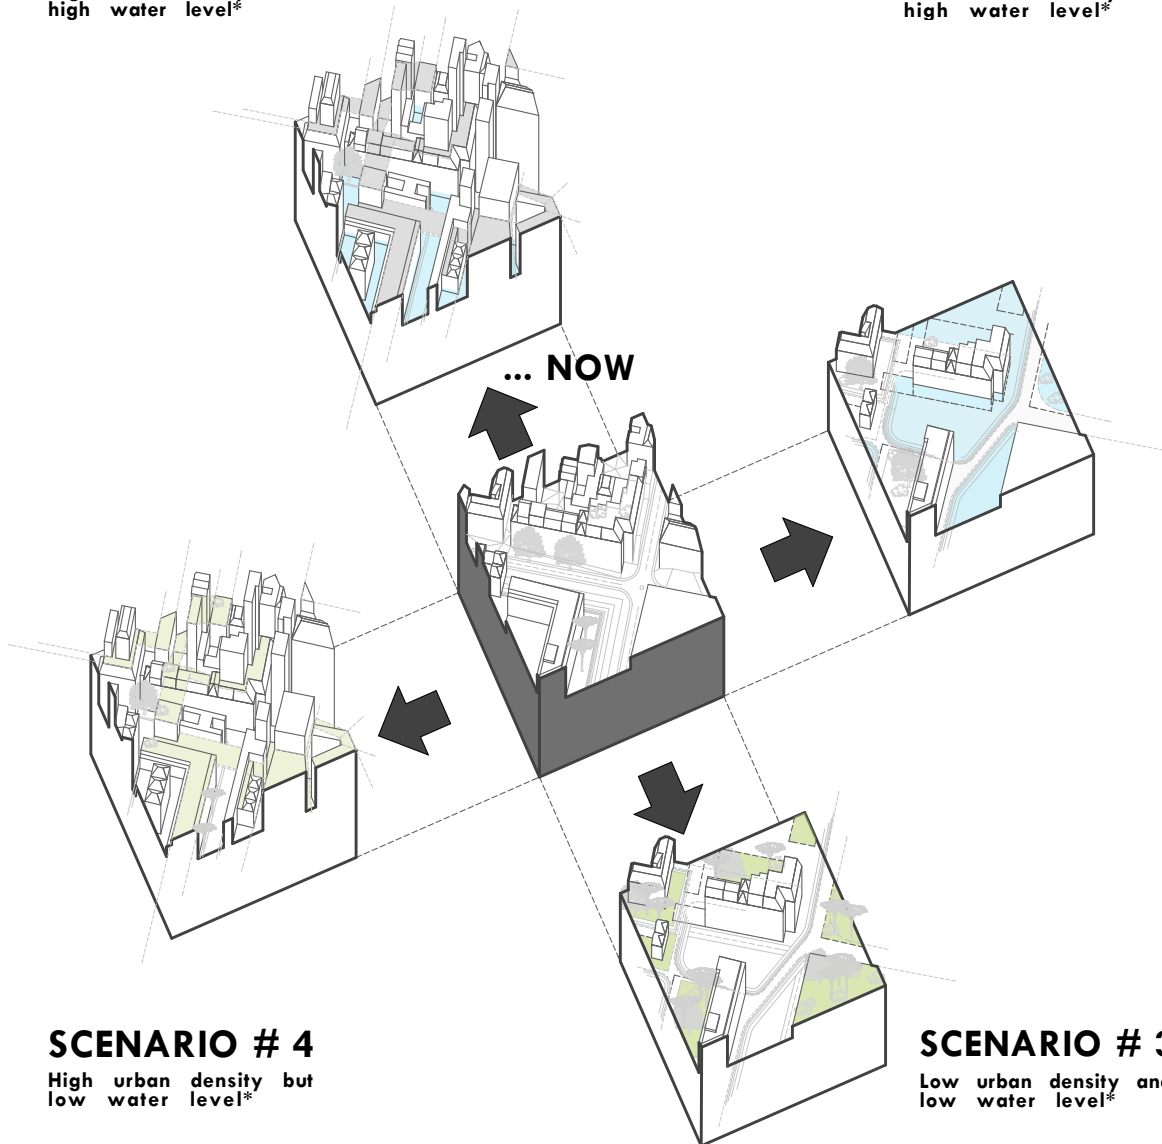 high water level*
high water level*
... NOW
SCENARIO # 4
High urban density but
low water level*
SCENARIO #
Low urban density and
low water level*